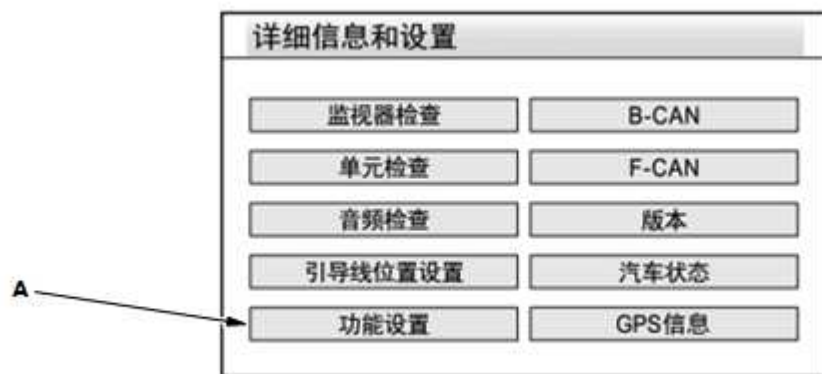 详细信息和设置
监视器检查 B-CAN
单元检查 F-CAN
音频检查 版本
引导线位置设置 汽车状态
A
功能设置 GPS信息